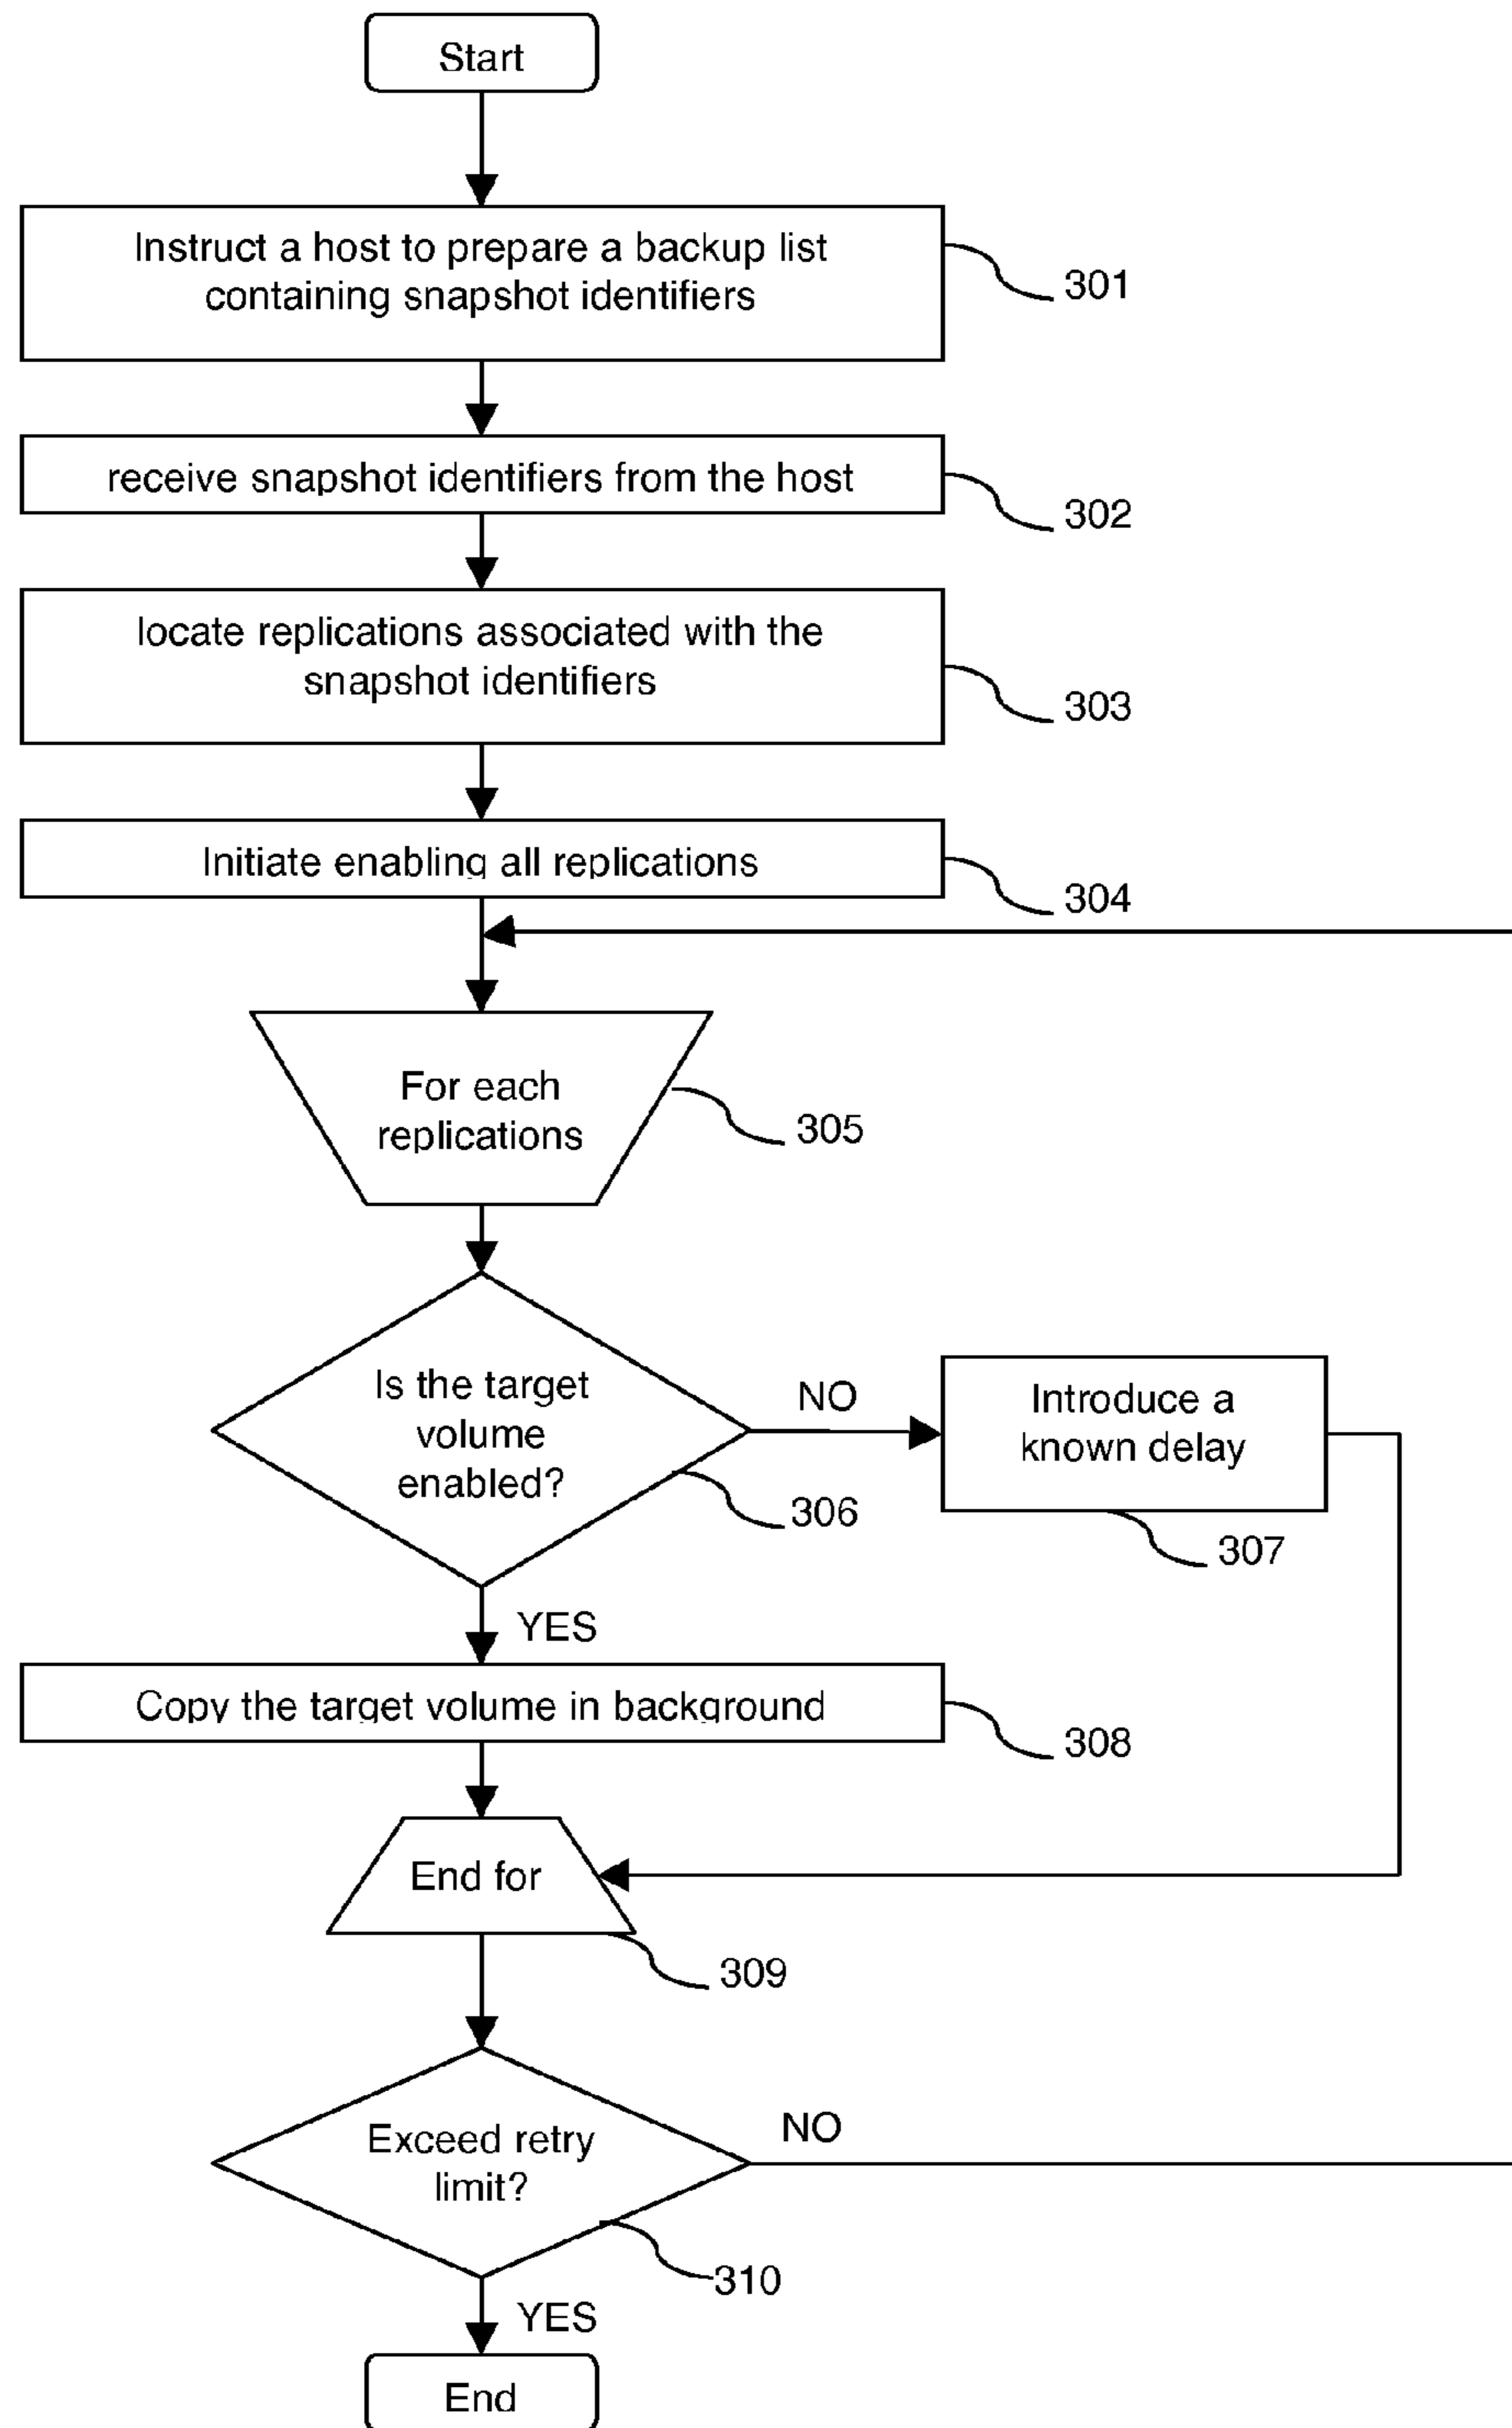 Start
Instruct a host to prepare a backup list
containing snapshot identifiers
301
receive snapshot identifiers from the host
302
locate replications associated with the
snapshot identifiers
303
Initiate enabling all replications
304
For each
replications
305
Is the target
volume
enabled?
306
NO
Introduce a
known delay
307
YES
Copy the target volume in background
308
End for
309
Exceed retry
limit?
NO
310
YES
End